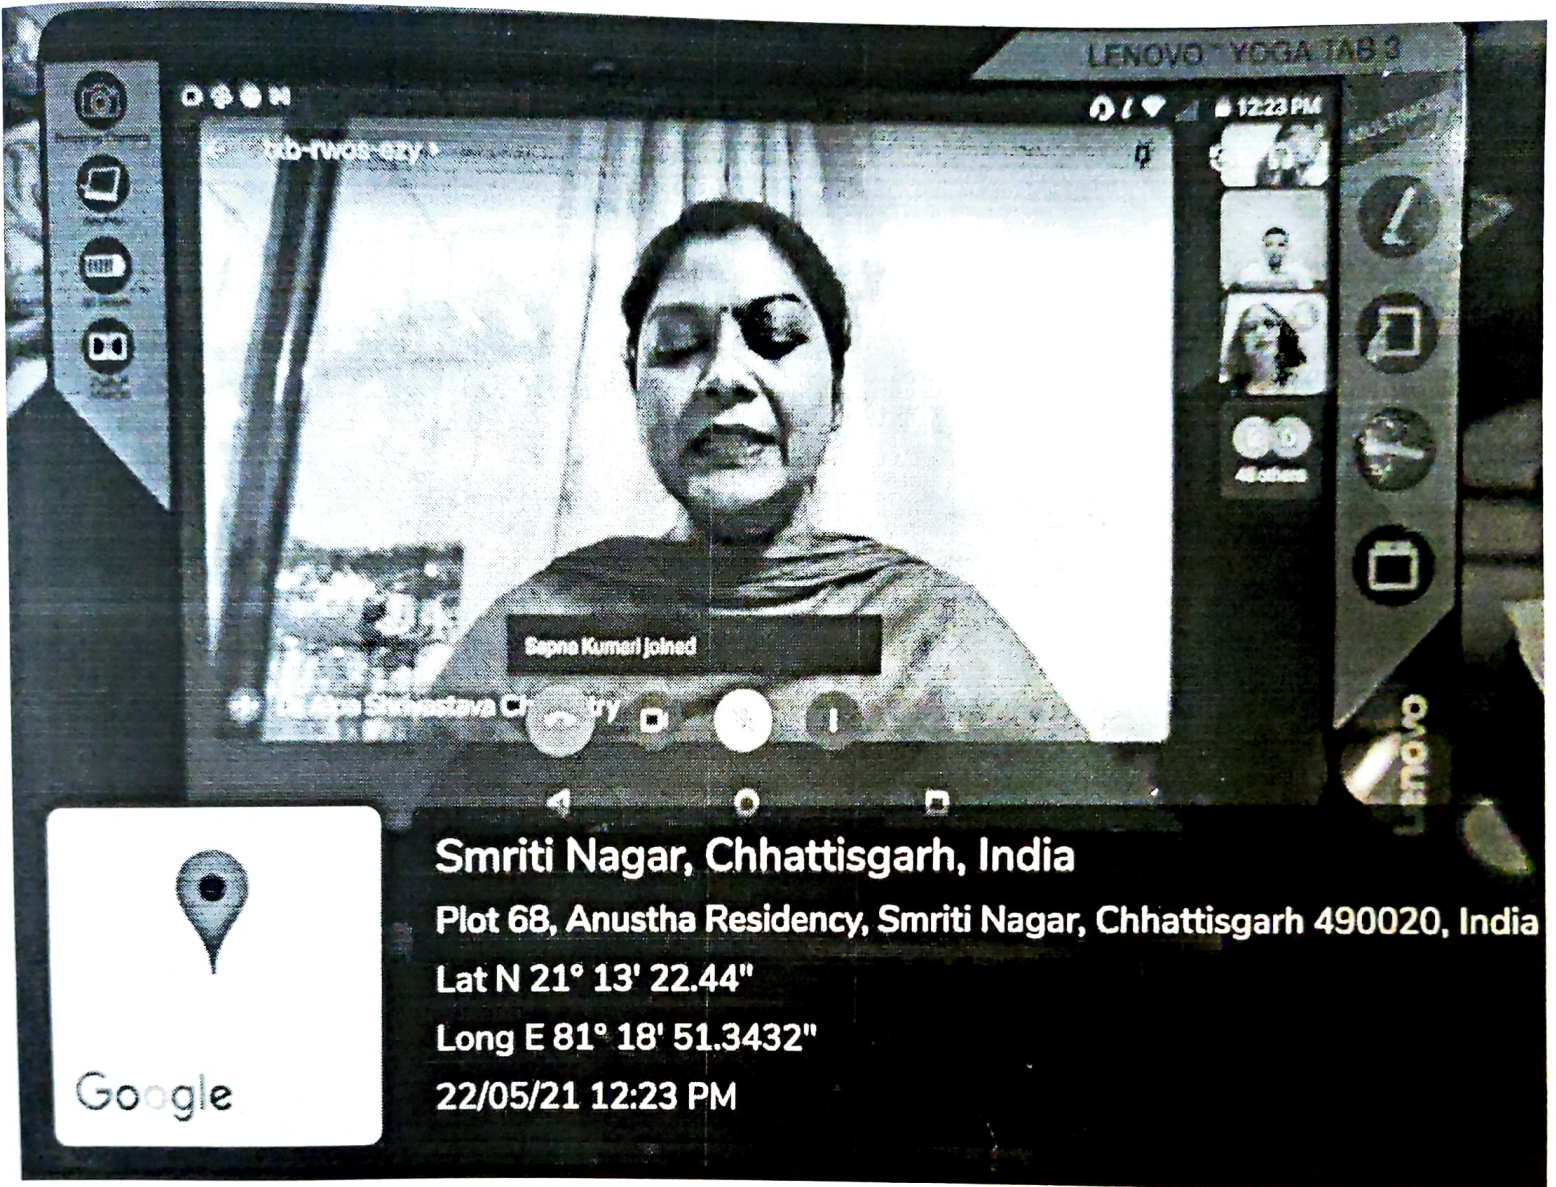 LENOVO™ YOGA TAB 3
12:23 PM
Sapna Kumari joined
Shrivastava
Lenovo
Smriti Nagar, Chhattisgarh, India
Plot 68, Anustha Residency, Smriti Nagar, Chhattisgarh 490020, India
Lat N 21° 13' 22.44"
Long E 81° 18' 51.3432"
22/05/21 12:23 PM
Google